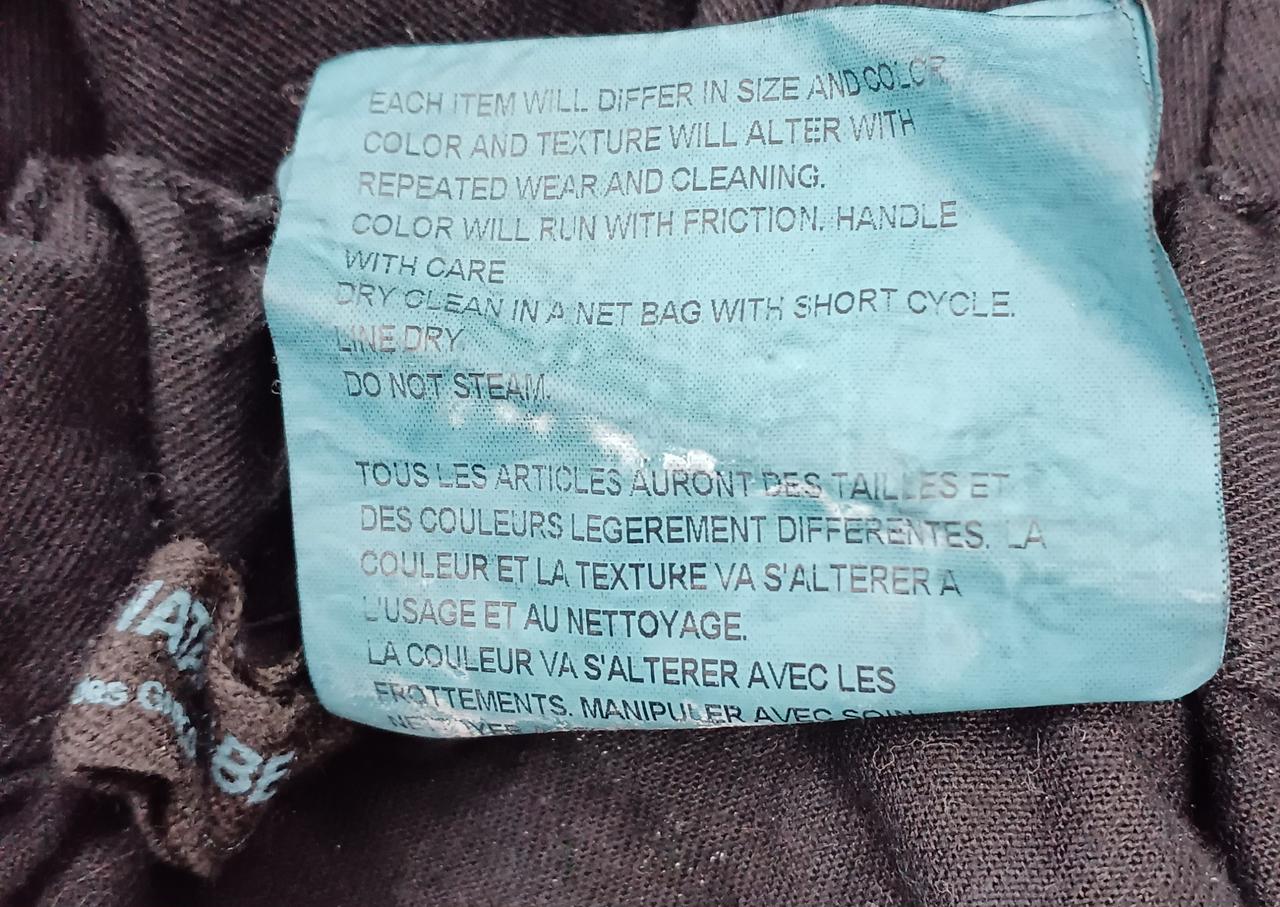 EACH ITEM WILL DIFFER IN SIZE AND COLOR
COLOR AND TEXTURE WILL ALTER WITH
REPEATED WEAR AND CLEANING.
COLOR WILL RUN WITH FRICTION. HANDLE
WITH CARE
DRY CLEAN IN A NET BAG WITH SHORT CYCLE.
LINE DRY
DO NOT STEAM.
TOUS LES ARTICLES AURONT DES TAILLES ET
DES COULEURS LEGEREMENT DIFFERENTES. LA
COULEUR ET LA TEXTURE VA S'ALTERER A
L'USAGE ET AU NETTOYAGE.
LA COULEUR VA S'ALTERER AVEC LES
FROTTEMENTS. MANIPULER AVEC SOIN